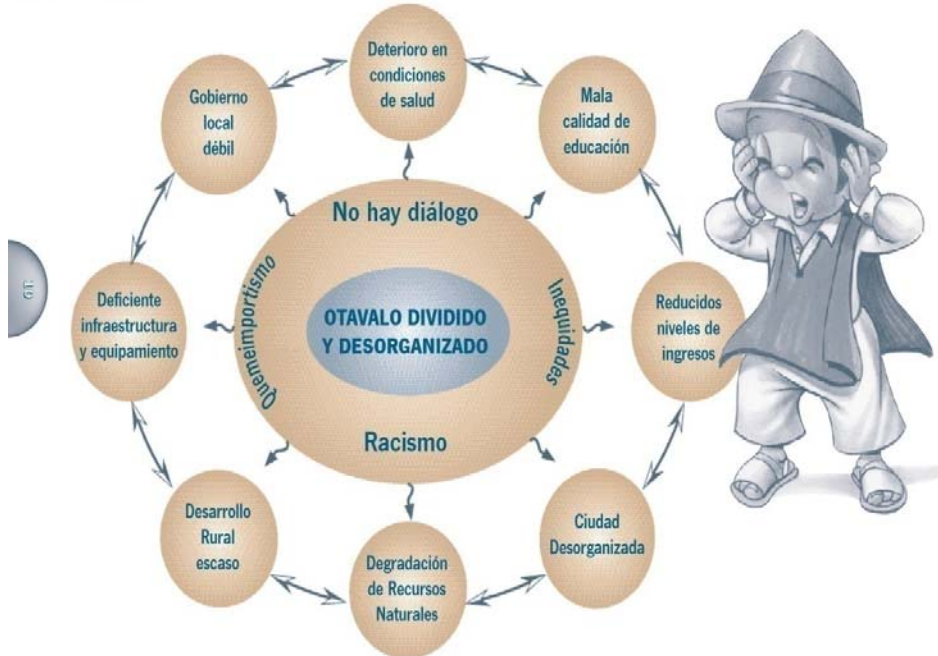 Deterioro en
condiciones
de salud
Gobierno
local
débil
Mala
calidad de
educación
No hay diálogo
Quemeimportismo
Inequidades
Deficiente
infraestructura
y equipamiento
OTAVALO DIVIDIDO
Y DESORGANIZADO
Reducidos
niveles de
ingresos
Racismo
Desarrollo
Rural
escaso
Ciudad
Desorganizada
Degradación
de Recursos
Naturales